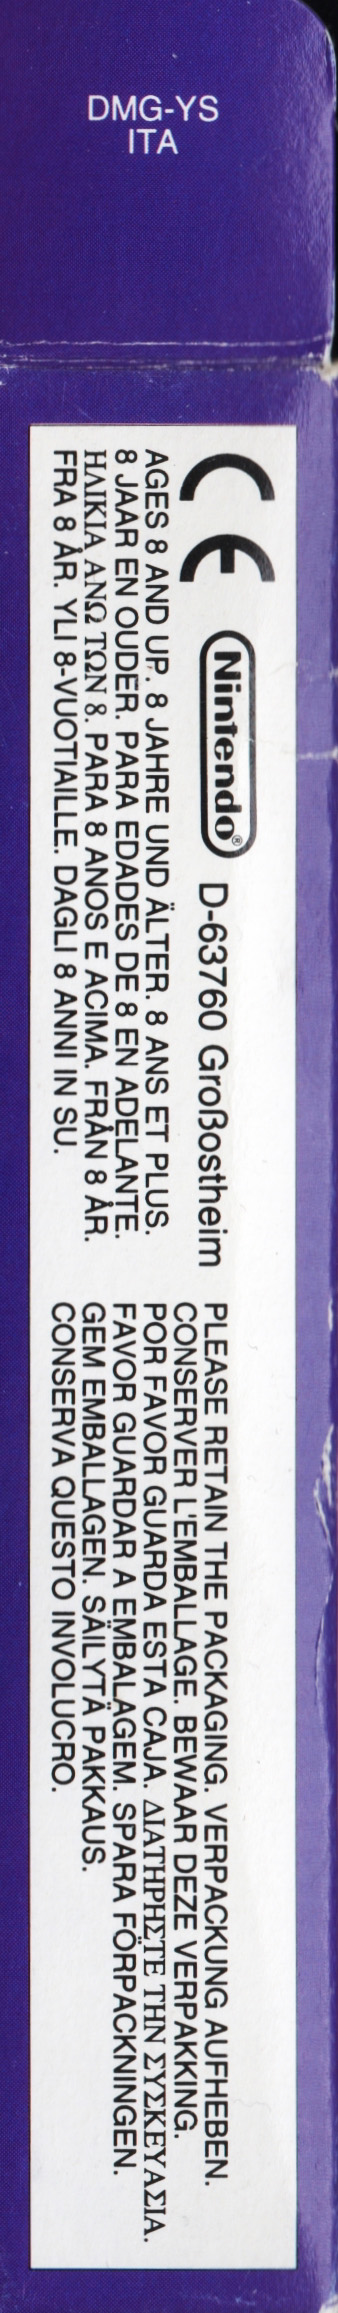 DMG-YS
ITA
CE
Nintendo® D-63760 Großostheim
AGES 8 AND UP. 8 JAHRE UND ÄLTER. 8 ANS ET PLUS.
8 JAAR EN OUDER. PARA EDADES DE 8 EN ADELANTE.
ΗΛΙΚΙΑ ΑΝΩ ΤΩΝ 8. PARA 8 ANOS E ACIMA. FRÅN 8 ÅR.
FRA 8 ÅR. YLI 8-VUOTIAILLE. DAGLI 8 ANNI IN SU.
PLEASE RETAIN THE PACKAGING. VERPACKUNG AUFHEBEN.
CONSERVER L'EMBALLAGE. BEWAAR DEZE VERPAKKING.
POR FAVOR GUARDA ESTA CAJA. ΔΙΑΤΗΡΗΣΤΕ ΤΗΝ ΣΥΣΚΕΥΑΣΙΑ.
FAVOR GUARDAR A EMBALAGEM. SPARA FÖRPACKNINGEN.
GEM EMBALLAGEN. SÄILYTÄ PAKKAUS.
CONSERVA QUESTO INVOLUCRO.